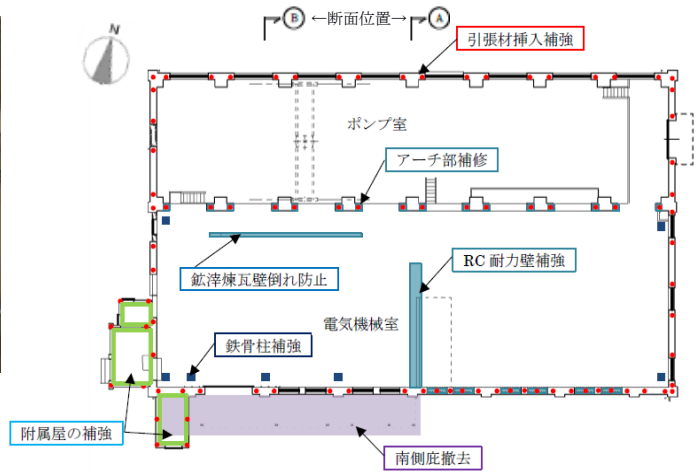 Ⓑ ←断面位置→ Ⓐ
N
引張材挿入補強
ポンプ室
アーチ部補修
RC 耐力壁補強
鉱滓煉瓦壁倒れ防止
電気機械室
鉄骨柱補強
附属屋の補強
南側庇撤去